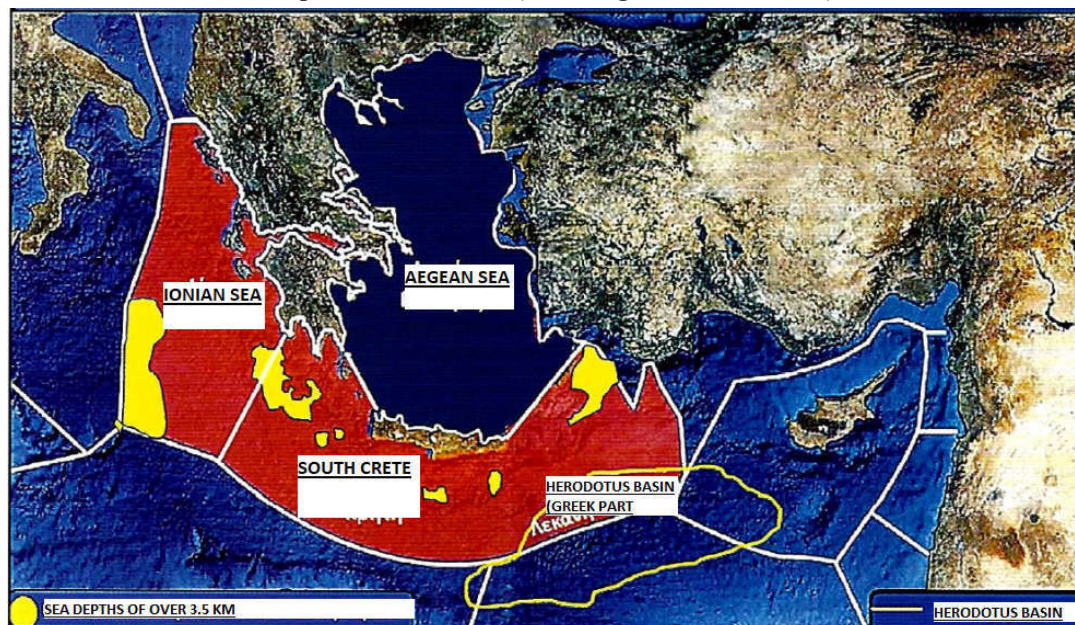 AEGEAN SEA
IONIAN SEA
SOUTH CRETE
HERODOTUS BASIN
(GREEK PART
SEA DEPTHS OF OVER 3.5 KM
HERODOTUS BASIN